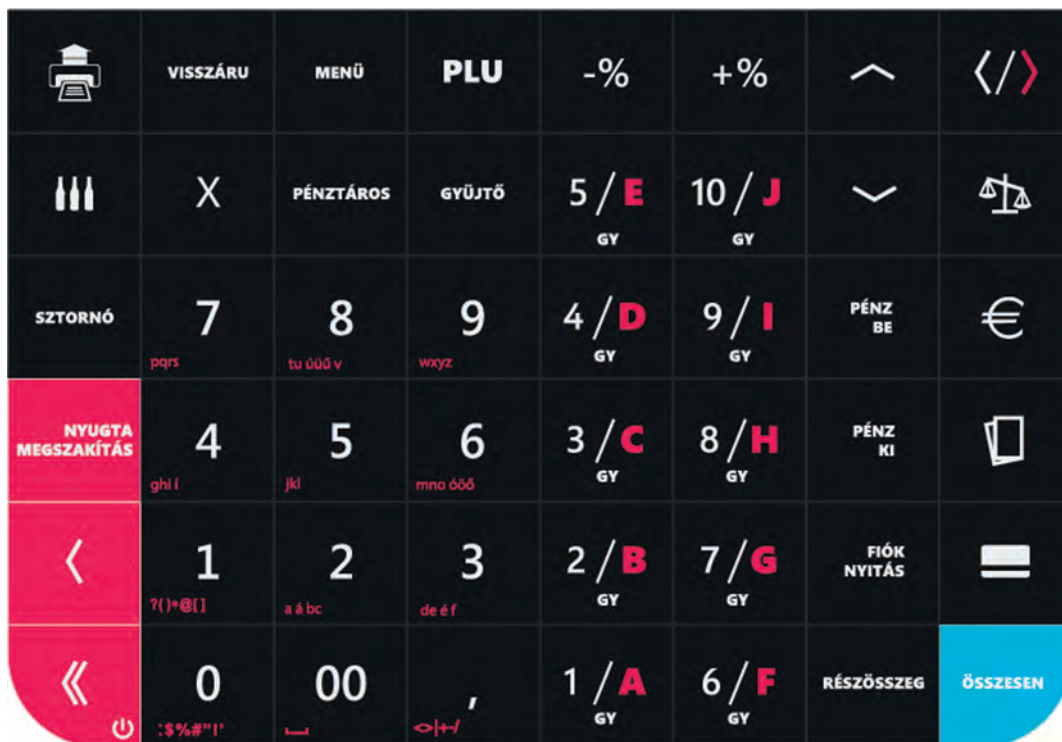 VISSZÁRU MENÜ PLU -% +% 〈/〉
X PÉNZTÁROS GYÜJTŐ 5/E 10/J
GY GY
SZTORNÓ 7 8 9 4/D 9/I PÉNZ BE €
pqrs tu úüű v wxyz GY GY
NYUGTA MEGSZAKÍTÁS 4 5 6 3/C 8/H PÉNZ KI
ghi í jkl mno óöő GY GY
〈 1 2 3 2/B 7/G FIÓK NYITÁS
?()*@[] a á bc de é f GY GY
《 0 00 , 1/A 6/F RÉSZÖSSZEG ÖSSZESEN
:$%#"!' <>|+-/ GY GY